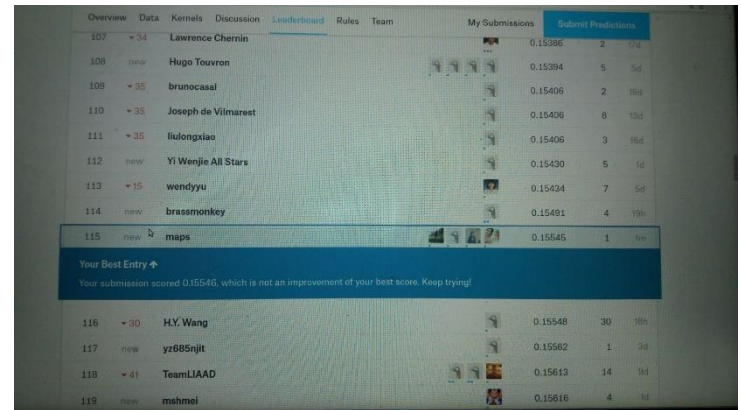 Overview Data Kernels Discussion Leaderboard Rules Team My Submissions Submit Predictions
107 ▾34 Lawrence Chernin 0.15386 2 17d
108 new Hugo Touvron 0.15394 5 5d
109 ▾35 brunocasal 0.15406 2 16d
110 ▾35 Joseph de Vilmarest 0.15406 8 13d
111 ▾35 liulongxiao 0.15406 3 16d
112 new Yi Wenjie All Stars 0.15430 5 1d
113 ▾15 wendyyu 0.15434 7 5d
114 new brassmonkey 0.15491 4 19h
115 new maps 0.15545 1
Your Best Entry ↑
Your submission scored 0.15546, which is not an improvement of your best score. Keep trying!
116 ▾30 H.Y. Wang 0.15548 30 18h
117 new yz685njit 0.15562 1 3d
118 ▾41 TeamLIAAD 0.15613 14
119 new mshmei 0.15616 4 1d